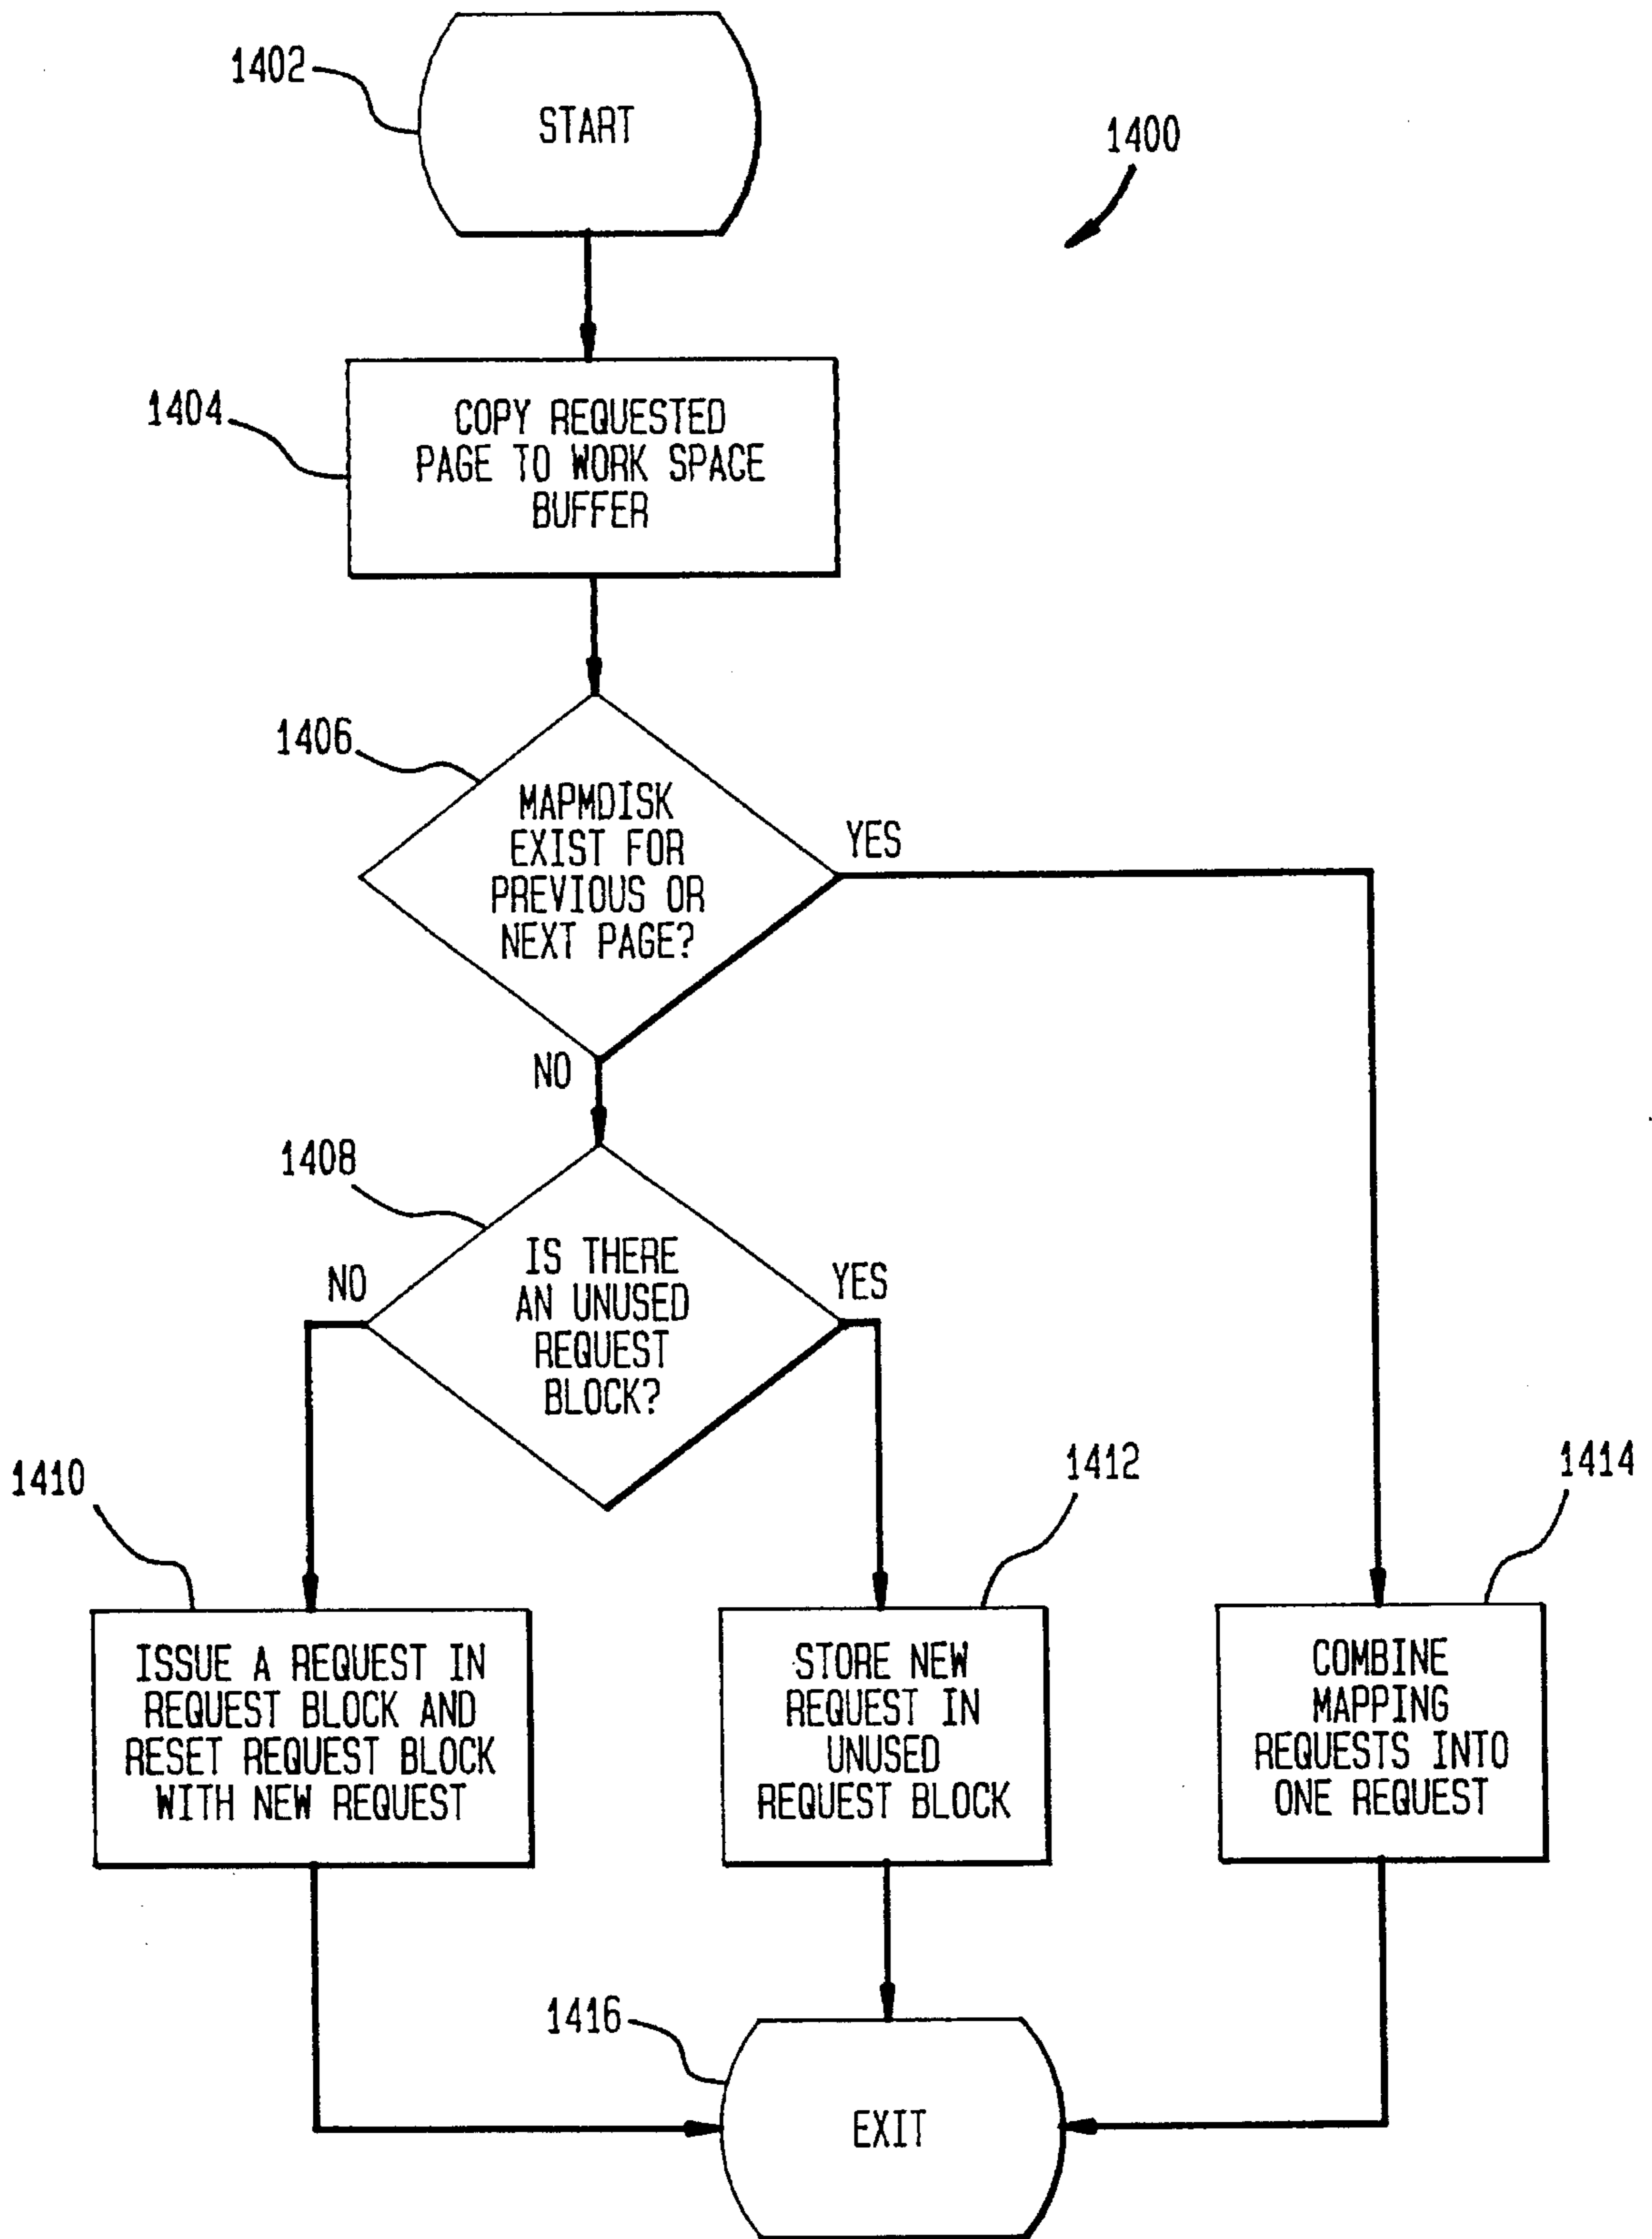 1402
START
1400
1404
COPY REQUESTED
PAGE TO WORK SPACE
BUFFER
1406
MAPMDISK
EXIST FOR
PREVIOUS OR
NEXT PAGE?
YES
NO
1408
IS THERE
AN UNUSED
REQUEST
BLOCK?
NO
YES
1410
ISSUE A REQUEST IN
REQUEST BLOCK AND
RESET REQUEST BLOCK
WITH NEW REQUEST
1412
STORE NEW
REQUEST IN
UNUSED
REQUEST BLOCK
1414
COMBINE
MAPPING
REQUESTS INTO
ONE REQUEST
1416
EXIT